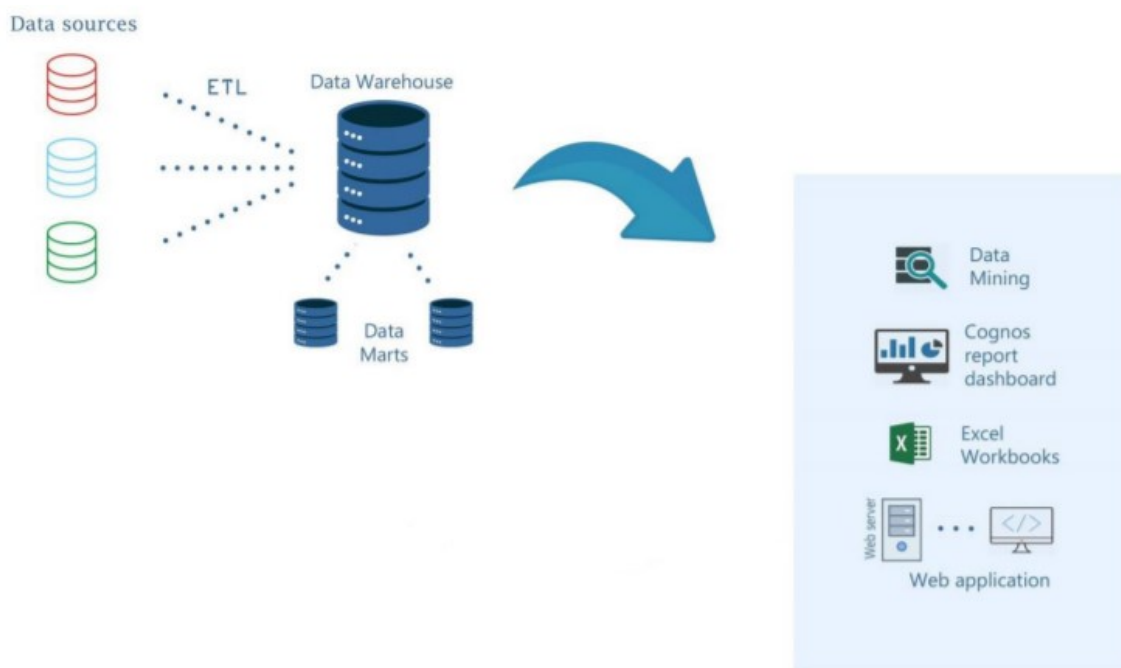 Data sources
ETL
Data Warehouse
Data
Marts
Data
Mining
Cognos
report
dashboard
X
Excel
Workbooks
Web server
</>
Web application